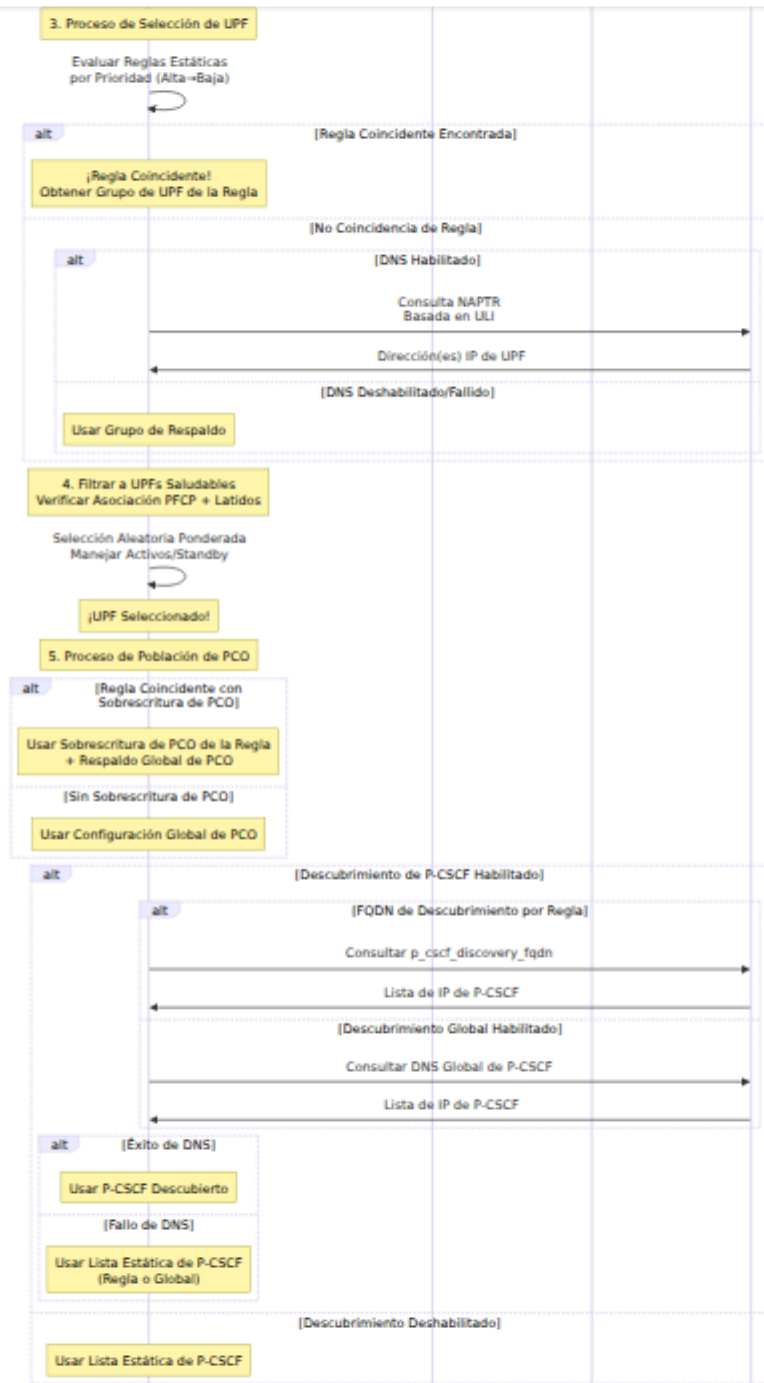 3. Proceso de Selección de UPF
Evaluar Reglas Estáticas
por Prioridad (Alta→Baja)
alt
[Regla Coincidente Encontrada]
¡Regla Coincidente!
Obtener Grupo de UPF de la Regla
[No Coincidencia de Regla]
alt
[DNS Habilitado]
Consulta NAPTR
Basada en ULI
Dirección(es) IP de UPF
[DNS Deshabilitado/Fallido]
Usar Grupo de Respaldo
4. Filtrar a UPFs Saludables
Verificar Asociación PFCP + Latidos
Selección Aleatoria Ponderada
Manejar Activos/Standby
¡UPF Seleccionado!
5. Proceso de Población de PCO
alt
[Regla Coincidente con
Sobrescritura de PCO]
Usar Sobrescritura de PCO de la Regla
+ Respaldo Global de PCO
[Sin Sobrescritura de PCO]
Usar Configuración Global de PCO
alt
[Descubrimiento de P-CSCF Habilitado]
alt
[FQDN de Descubrimiento por Regla]
Consultar p_cscf_discovery_fqdn
Lista de IP de P-CSCF
[Descubrimiento Global Habilitado]
Consultar DNS Global de P-CSCF
Lista de IP de P-CSCF
alt
[Éxito de DNS]
Usar P-CSCF Descubierto
[Fallo de DNS]
Usar Lista Estática de P-CSCF
(Regla o Global)
[Descubrimiento Deshabilitado]
Usar Lista Estática de P-CSCF